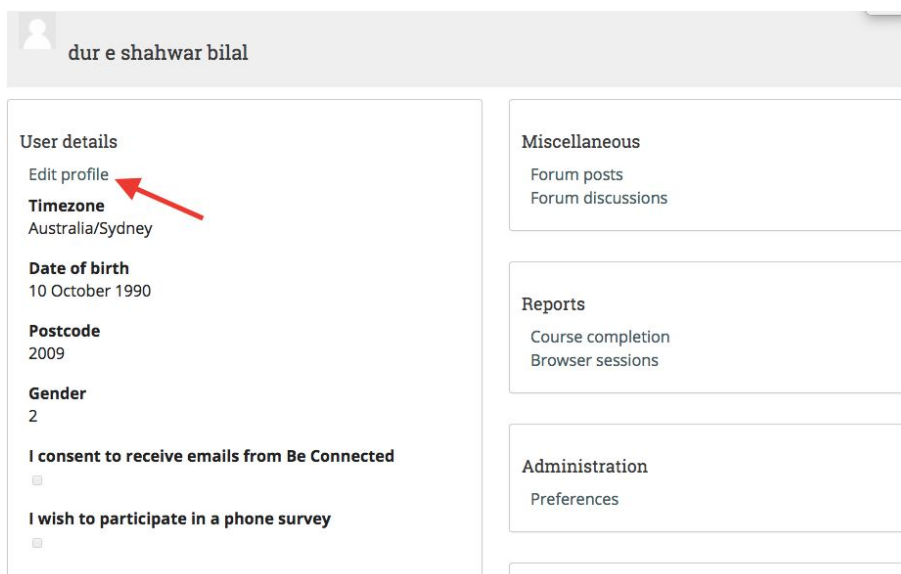 dur e shahwar bilal
User details
Edit profile
Timezone
Australia/Sydney
Date of birth
10 October 1990
Postcode
2009
Gender
2
I consent to receive emails from Be Connected
I wish to participate in a phone survey
Miscellaneous
Forum posts
Forum discussions
Reports
Course completion
Browser sessions
Administration
Preferences